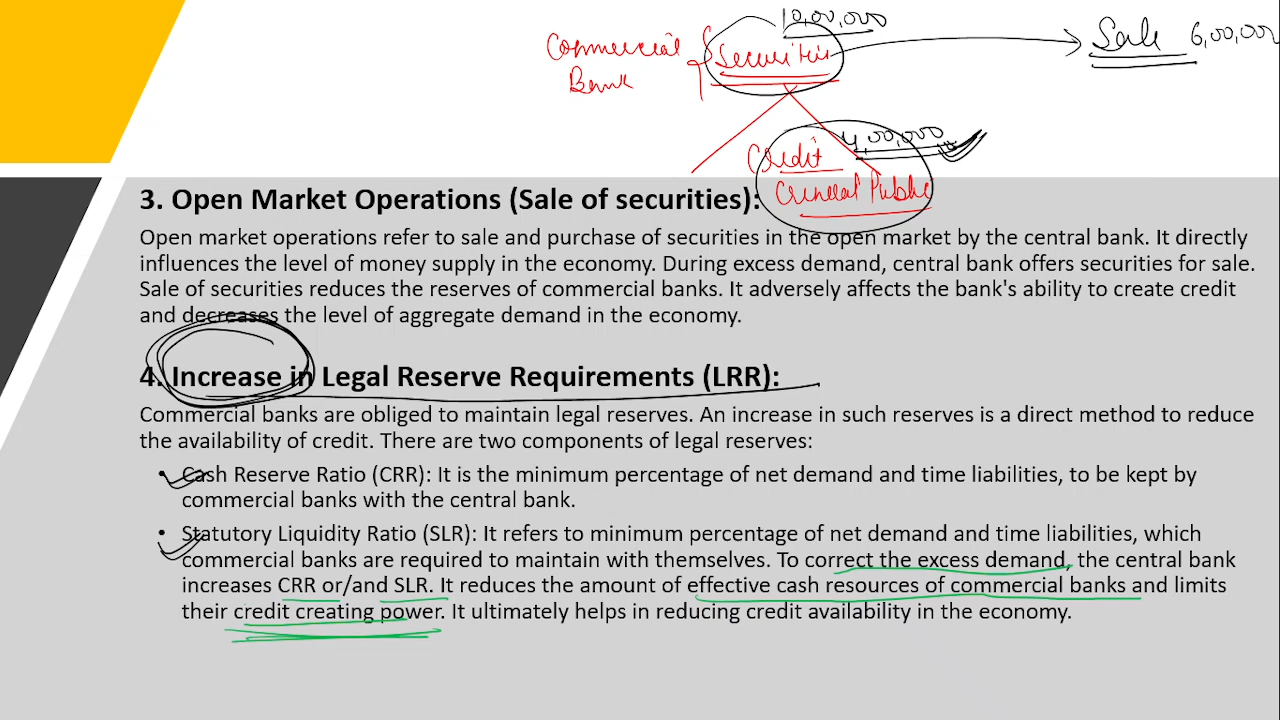 10,00,000
Commercial Securities Sale 6,00,000
Bank
4,00,000
Credit
General Public
3. Open Market Operations (Sale of securities):
Open market operations refer to sale and purchase of securities in the open market by the central bank. It directly
influences the level of money supply in the economy. During excess demand, central bank offers securities for sale.
Sale of securities reduces the reserves of commercial banks. It adversely affects the bank's ability to create credit
and decreases the level of aggregate demand in the economy.
4. Increase in Legal Reserve Requirements (LRR):
Commercial banks are obliged to maintain legal reserves. An increase in such reserves is a direct method to reduce
the availability of credit. There are two components of legal reserves:
• Cash Reserve Ratio (CRR): It is the minimum percentage of net demand and time liabilities, to be kept by
commercial banks with the central bank.
• Statutory Liquidity Ratio (SLR): It refers to minimum percentage of net demand and time liabilities, which
commercial banks are required to maintain with themselves. To correct the excess demand, the central bank
increases CRR or/and SLR. It reduces the amount of effective cash resources of commercial banks and limits
their credit creating power. It ultimately helps in reducing credit availability in the economy.